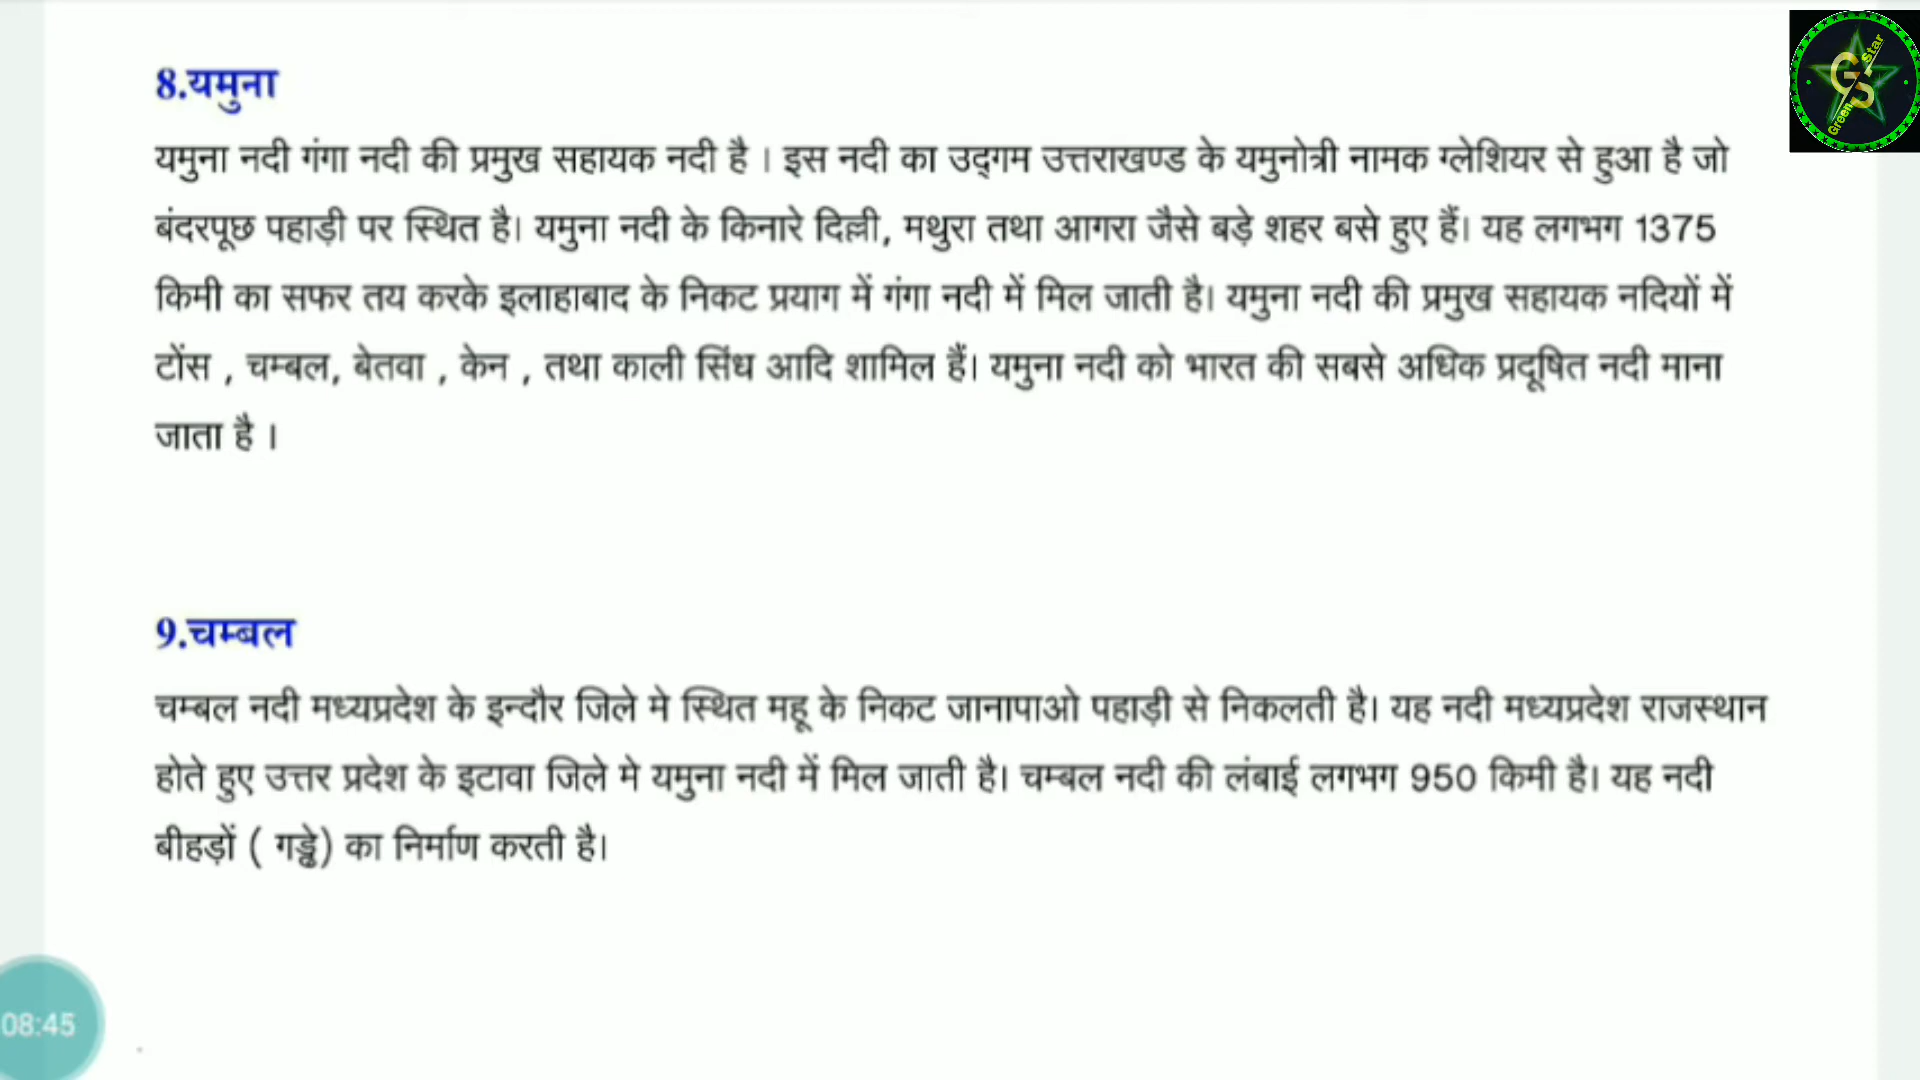 8.यमुना
यमुना नदी गंगा नदी की प्रमुख सहायक नदी है । इस नदी का उद्गम उत्तराखण्ड के यमुनोत्री नामक ग्लेशियर से हुआ है जो
बंदरपूछ पहाड़ी पर स्थित है। यमुना नदी के किनारे दिल्ली, मथुरा तथा आगरा जैसे बड़े शहर बसे हुए हैं। यह लगभग 1375
किमी का सफर तय करके इलाहाबाद के निकट प्रयाग में गंगा नदी में मिल जाती है। यमुना नदी की प्रमुख सहायक नदियों में
टोंस , चम्बल, बेतवा , केन , तथा काली सिंध आदि शामिल हैं। यमुना नदी को भारत की सबसे अधिक प्रदूषित नदी माना
जाता है ।
9.चम्बल
चम्बल नदी मध्यप्रदेश के इन्दौर जिले मे स्थित महू के निकट जानापाओ पहाड़ी से निकलती है। यह नदी मध्यप्रदेश राजस्थान
होते हुए उत्तर प्रदेश के इटावा जिले मे यमुना नदी में मिल जाती है। चम्बल नदी की लंबाई लगभग 950 किमी है। यह नदी
बीहड़ों ( गड्ढे) का निर्माण करती है।
08:45
GS
Green Star